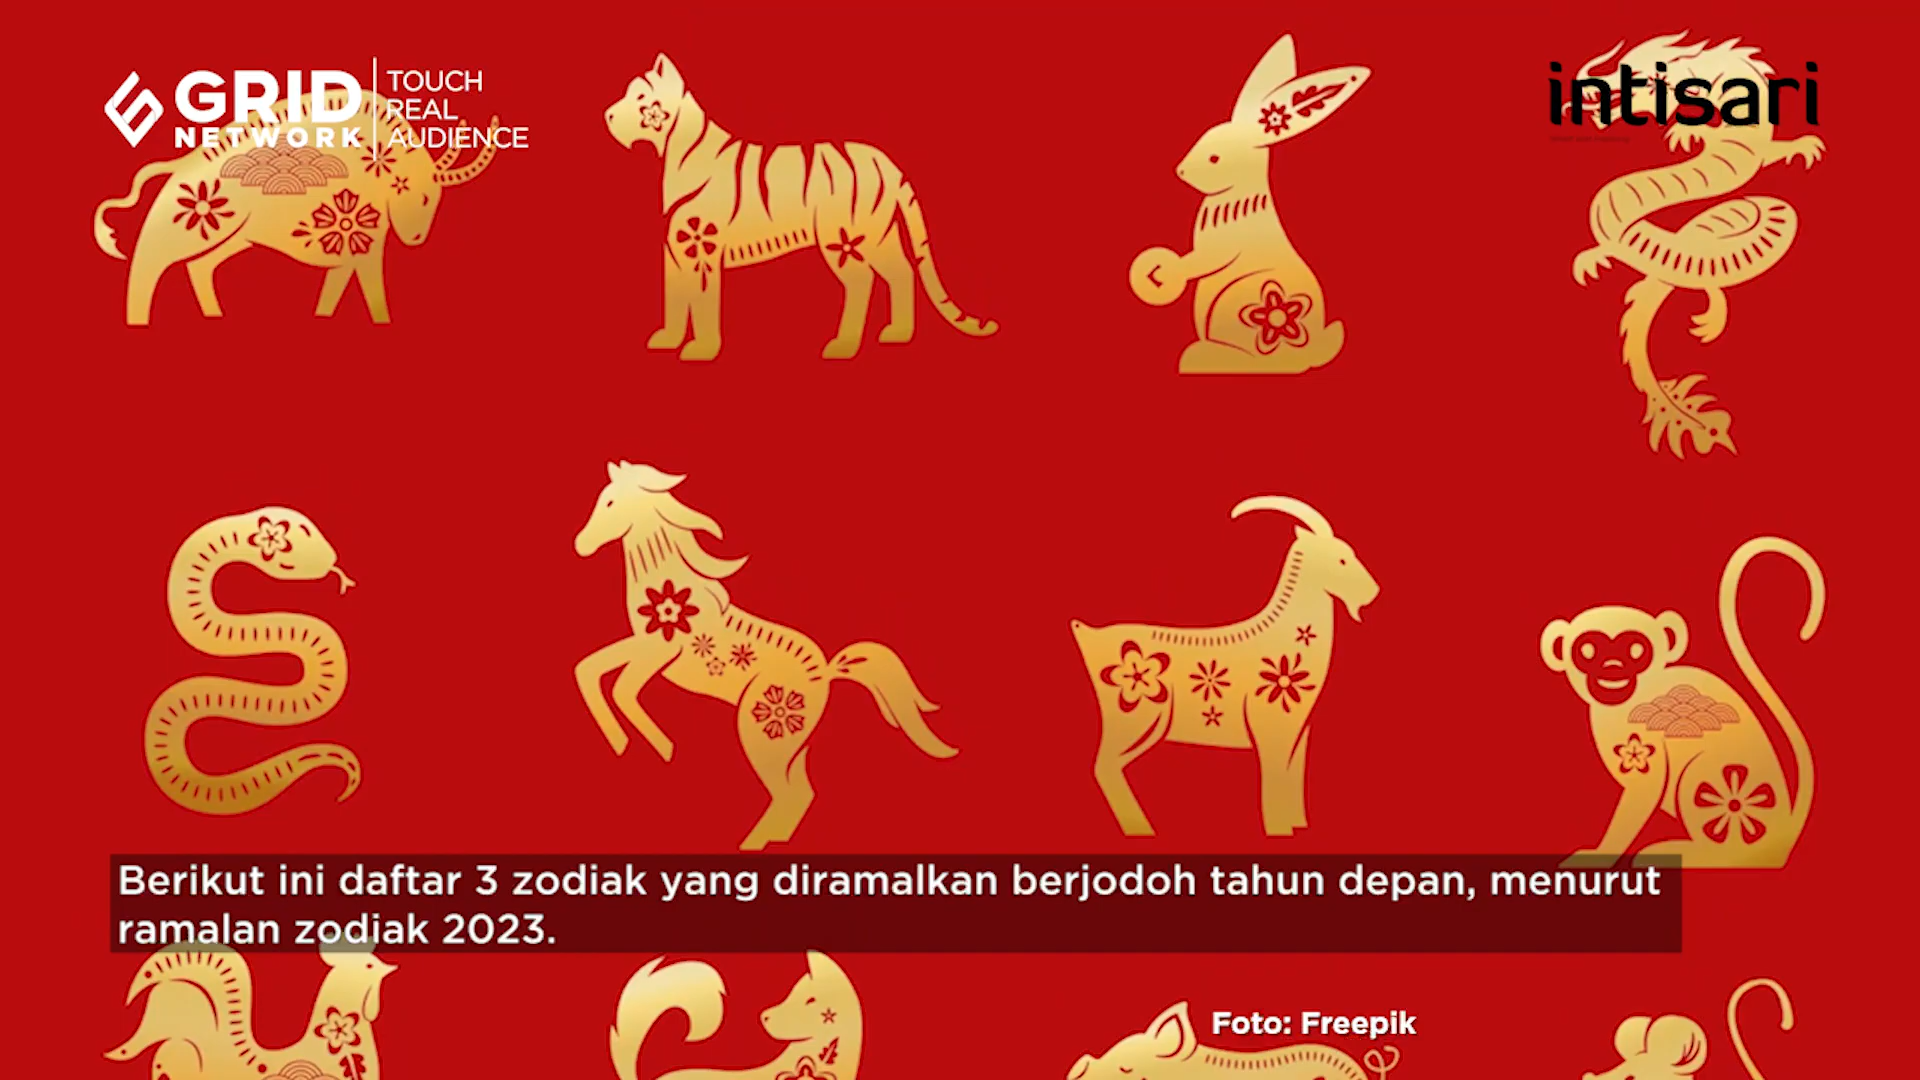 GRID
NETWORK
TOUCH
REAL
AUDIENCE
intisari
Berikut ini daftar 3 zodiak yang diramalkan berjodoh tahun depan, menurut
ramalan zodiak 2023.
Foto: Freepik